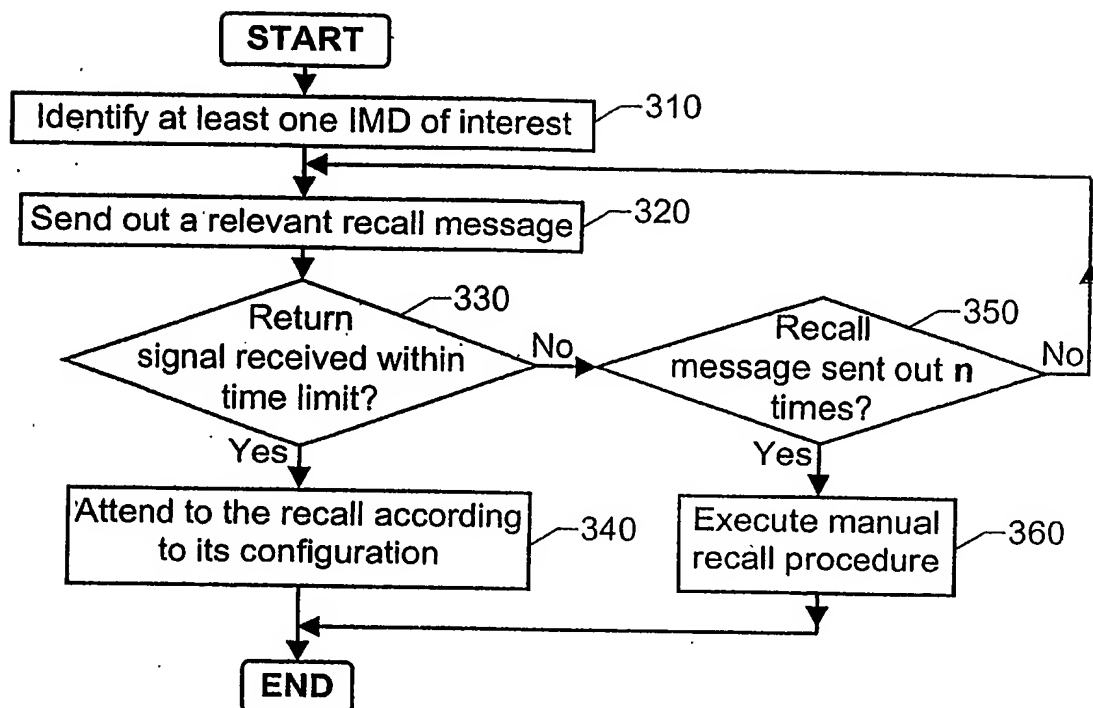 START
Identify at least one IMD of interest
310
Send out a relevant recall message
320
Return
signal received within
time limit?
330
No
Yes
Recall
message sent out n
times?
350
No
Yes
Attend to the recall according
to its configuration
340
Execute manual
recall procedure
360
END